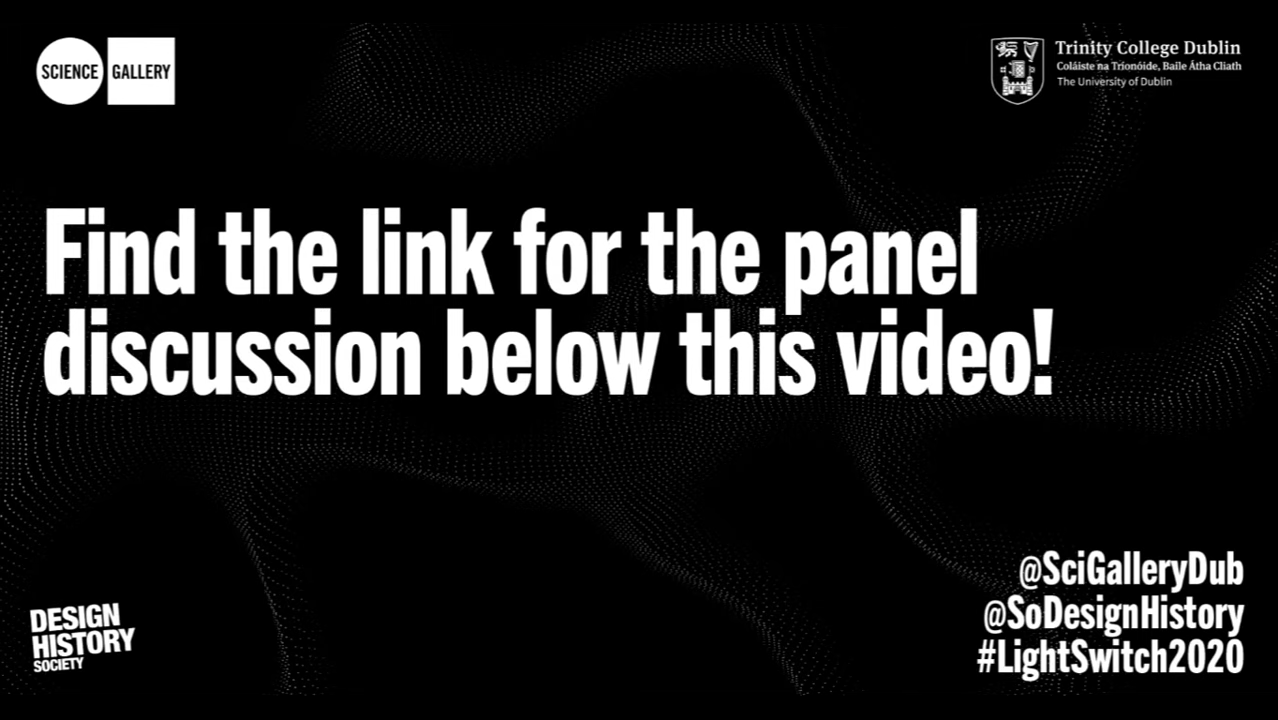 SCIENCE GALLERY
Trinity College Dublin
Coláiste na Tríonóide, Baile Átha Cliath
The University of Dublin
Find the link for the panel
discussion below this video!
@SciGalleryDub
@SoDesignHistory
#LightSwitch2020
DESIGN
HISTORY
SOCIETY